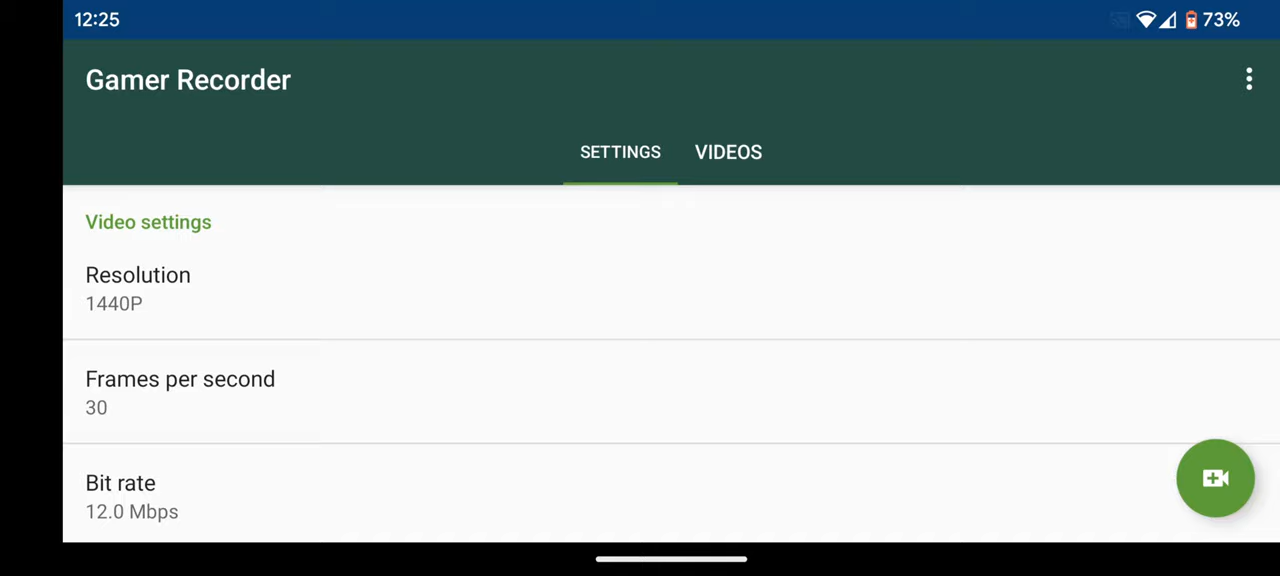 12:25
73%
Gamer Recorder
SETTINGS VIDEOS
Video settings
Resolution
1440P
Frames per second
30
Bit rate
12.0 Mbps